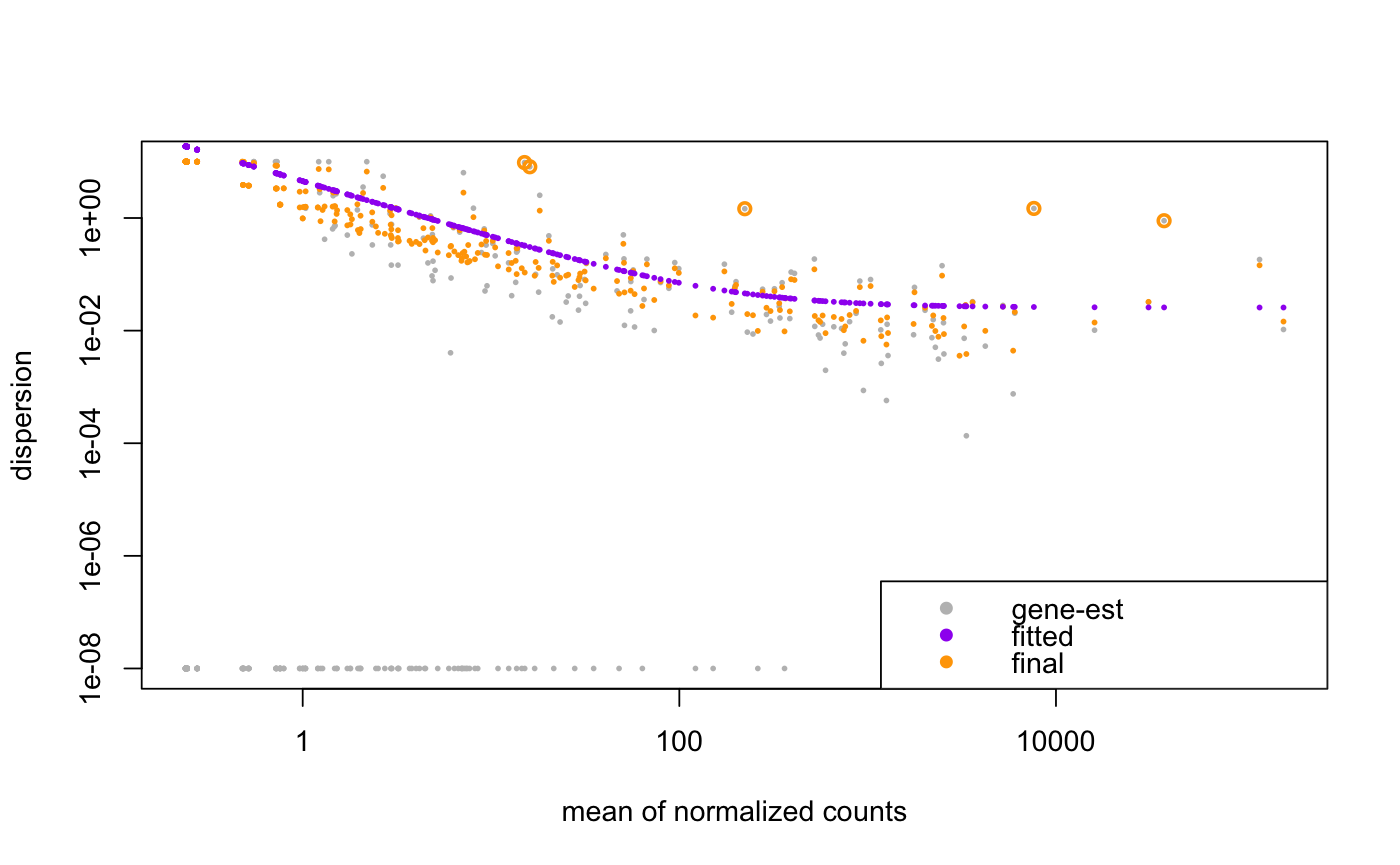 dispersion
1e+00
1e-02
1e-04
1e-06
1e-08
gene-est
fitted
final
1
100
10000
mean of normalized counts